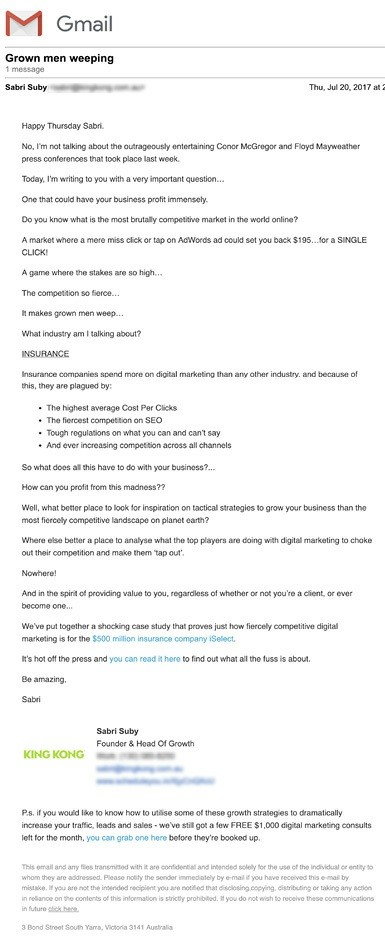 Gmail
Grown men weeping
1 message
Sabri Suby
Thu, Jul 20, 2017 at 2
Happy Thursday Sabri.
No, I'm not talking about the outrageously entertaining Conor McGregor and Floyd Mayweather
press conferences that took place last week.
Today, I'm writing to you with a very important question…
One that could have your business profit immensely.
Do you know what is the most brutally competitive market in the world online?
A market where a mere miss click or tap on AdWords ad could set you back $195…for a SINGLE
CLICK!
A game where the stakes are so high…
The competition so fierce…
It makes grown men weep…
What industry am I talking about?
INSURANCE
Insurance companies spend more on digital marketing than any other industry. and because of
this, they are plagued by:
• The highest average Cost Per Clicks
• The fiercest competition on SEO
• Tough regulations on what you can and can't say
• And ever increasing competition across all channels
So what does all this have to do with your business?...
How can you profit from this madness??
Well, what better place to look for inspiration on tactical strategies to grow your business than the
most fiercely competitive landscape on planet earth?
Where else better a place to analyse what the top players are doing with digital marketing to choke
out their competition and make them 'tap out'.
Nowhere!
And in the spirit of providing value to you, regardless of whether or not you're a client, or ever
become one...
We've put together a shocking case study that proves just how fiercely competitive digital
marketing is for the $500 million insurance company iSelect.
It's hot off the press and you can read it here to find out what all the fuss is about.
Be amazing,
Sabri
KING KONG
Sabri Suby
Founder & Head Of Growth
P.s. if you would like to know how to utilise some of these growth strategies to dramatically
increase your traffic, leads and sales - we've still got a few FREE $1,000 digital marketing consults
left for the month, you can grab one here before they're booked up.
This email and any files transmitted with it are confidential and intended solely for the use of the individual or entity to
whom they are addressed. Please notify the sender immediately by e-mail if you have received this e-mail by
mistake. If you are not the intended recipient you are notified that disclosing,copying, distributing or taking any action
in reliance on the contents of this information is strictly prohibited. If you do not wish to receive these communications
in future click here.
3 Bond Street South Yarra, Victoria 3141 Australia